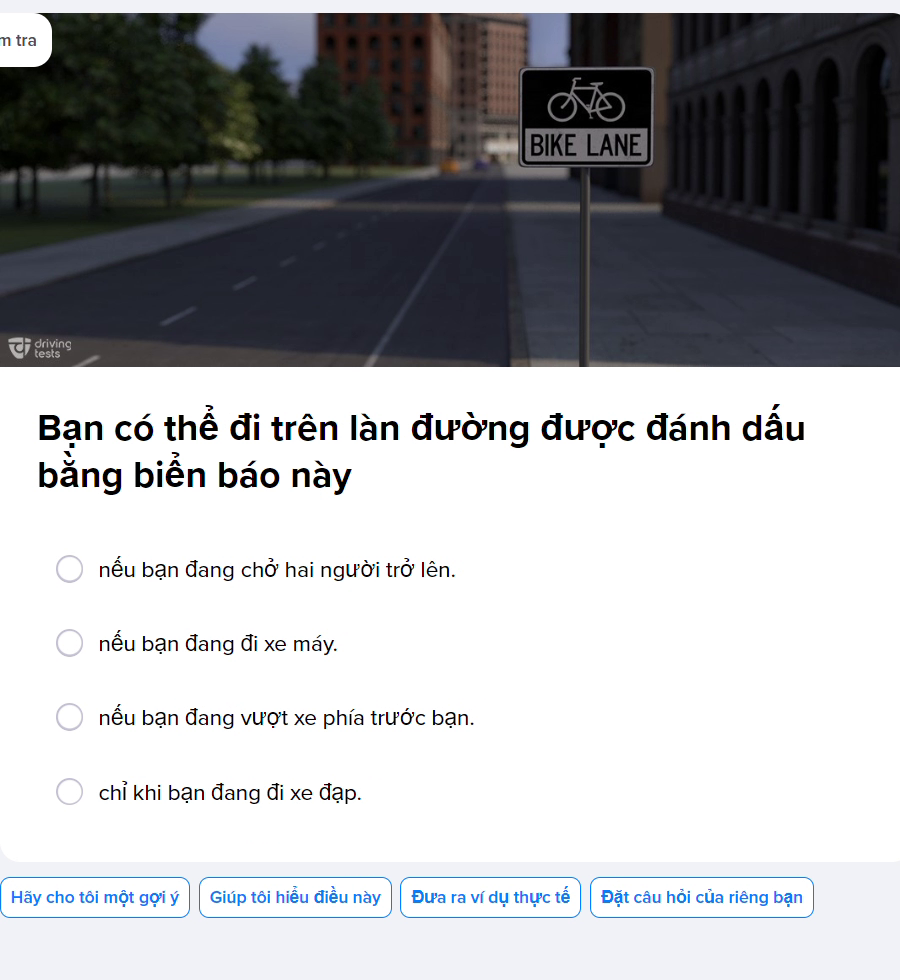 m tra
BIKE LANE
driving
tests
Bạn có thể đi trên làn đường được đánh dấu
bằng biển báo này
nếu bạn đang chở hai người trở lên.
nếu bạn đang đi xe máy.
nếu bạn đang vượt xe phía trước bạn.
chỉ khi bạn đang đi xe đạp.
Hãy cho tôi một gợi ý
Giúp tôi hiểu điều này
Đưa ra ví dụ thực tế
Đặt câu hỏi của riêng bạn